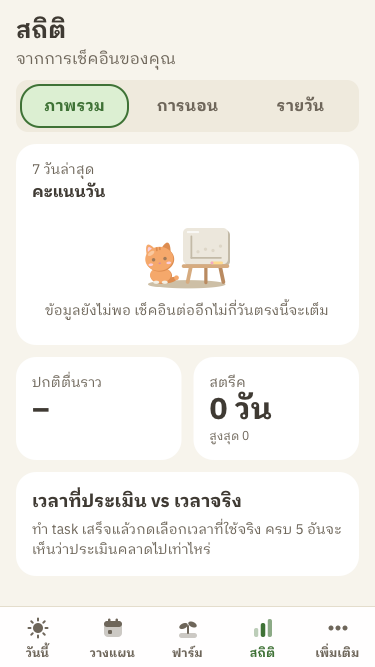 สถิติ
จากการเช็คอินของคุณ
ภาพรวม
การนอน
รายวัน
7 วันล่าสุด
คะแนนวัน
ข้อมูลยังไม่พอ เช็คอินต่ออีกไม่กี่วันตรงนี้จะเต็ม
ปกติตื่นราว
–
สตรีค
0 วัน
สูงสุด 0
เวลาที่ประเมิน vs เวลาจริง
ทำ task เสร็จแล้วกดเลือกเวลาที่ใช้จริง ครบ 5 อันจะ
เห็นว่าประเมินคลาดไปเท่าไหร่
วันนี้
วางแผน
ฟาร์ม
สถิติ
เพิ่มเติม